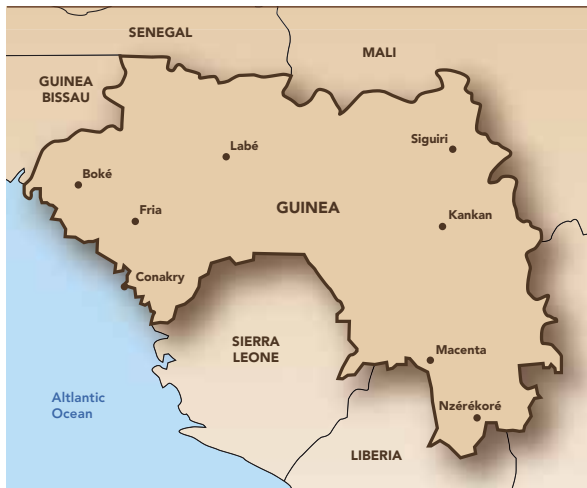 SENEGAL
MALI
GUINEA
BISSAU
Labé
Siguiri
Boké
Fria
GUINEA
Kankan
Conakry
SIERRA
LEONE
Macenta
Altlantic
Ocean
Nzérékoré
LIBERIA